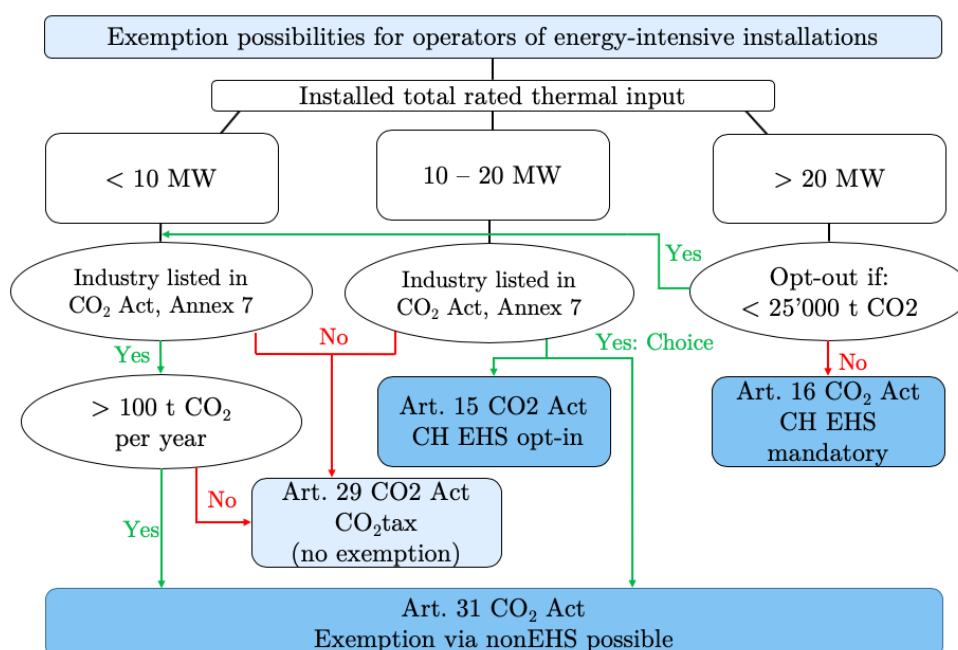 Exemption possibilities for operators of energy-intensive installations
Installed total rated thermal input
< 10 MW
10 – 20 MW
> 20 MW
Yes
Industry listed in
CO₂ Act, Annex 7
Industry listed in
CO₂ Act, Annex 7
Opt-out if:
< 25'000 t CO2
No
Yes: Choice
Yes
No
> 100 t CO₂
per year
Art. 15 CO2 Act
CH EHS opt-in
Art. 16 CO₂ Act
CH EHS
mandatory
No
Yes
Art. 29 CO2 Act
CO₂tax
(no exemption)
Art. 31 CO₂ Act
Exemption via nonEHS possible